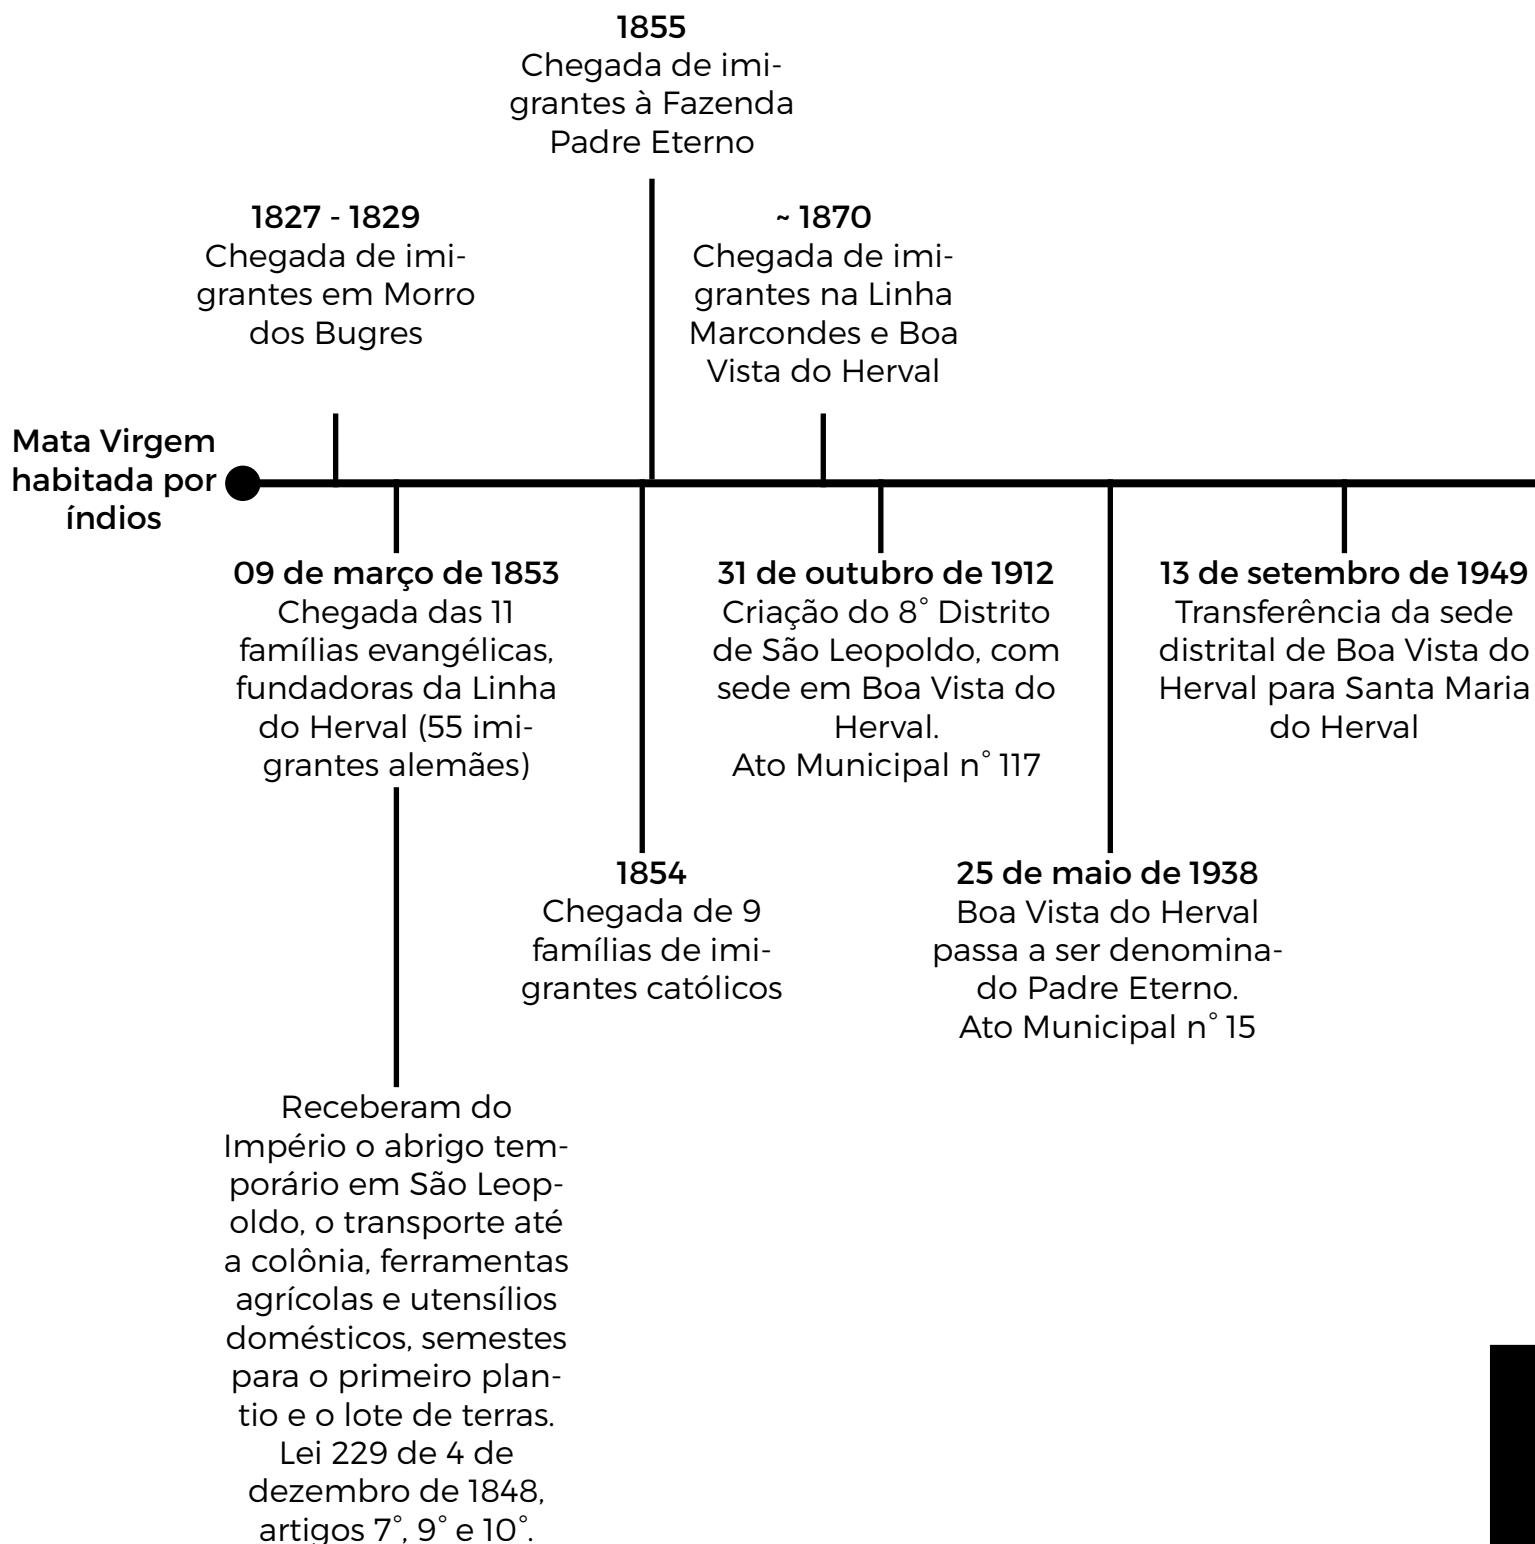 1855
Chegada de imi-
grantes à Fazenda
Padre Eterno
1827 - 1829
Chegada de imi-
grantes em Morro
dos Bugres
~ 1870
Chegada de imi-
grantes na Linha
Marcondes e Boa
Vista do Herval
Mata Virgem
habitada por
índios
09 de março de 1853
Chegada das 11
famílias evangélicas,
fundadoras da Linha
do Herval (55 imi-
grantes alemães)
31 de outubro de 1912
Criação do 8° Distrito
de São Leopoldo, com
sede em Boa Vista do
Herval.
Ato Municipal n° 117
13 de setembro de 1949
Transferência da sede
distrital de Boa Vista do
Herval para Santa Maria
do Herval
1854
Chegada de 9
famílias de imi-
grantes católicos
25 de maio de 1938
Boa Vista do Herval
passa a ser denomina-
do Padre Eterno.
Ato Municipal n° 15
Receberam do
Império o abrigo tem-
porário em São Leop-
oldo, o transporte até
a colônia, ferramentas
agrícolas e utensílios
domésticos, semestes
para o primeiro plan-
tio e o lote de terras.
Lei 229 de 4 de
dezembro de 1848,
artigos 7°, 9° e 10°.